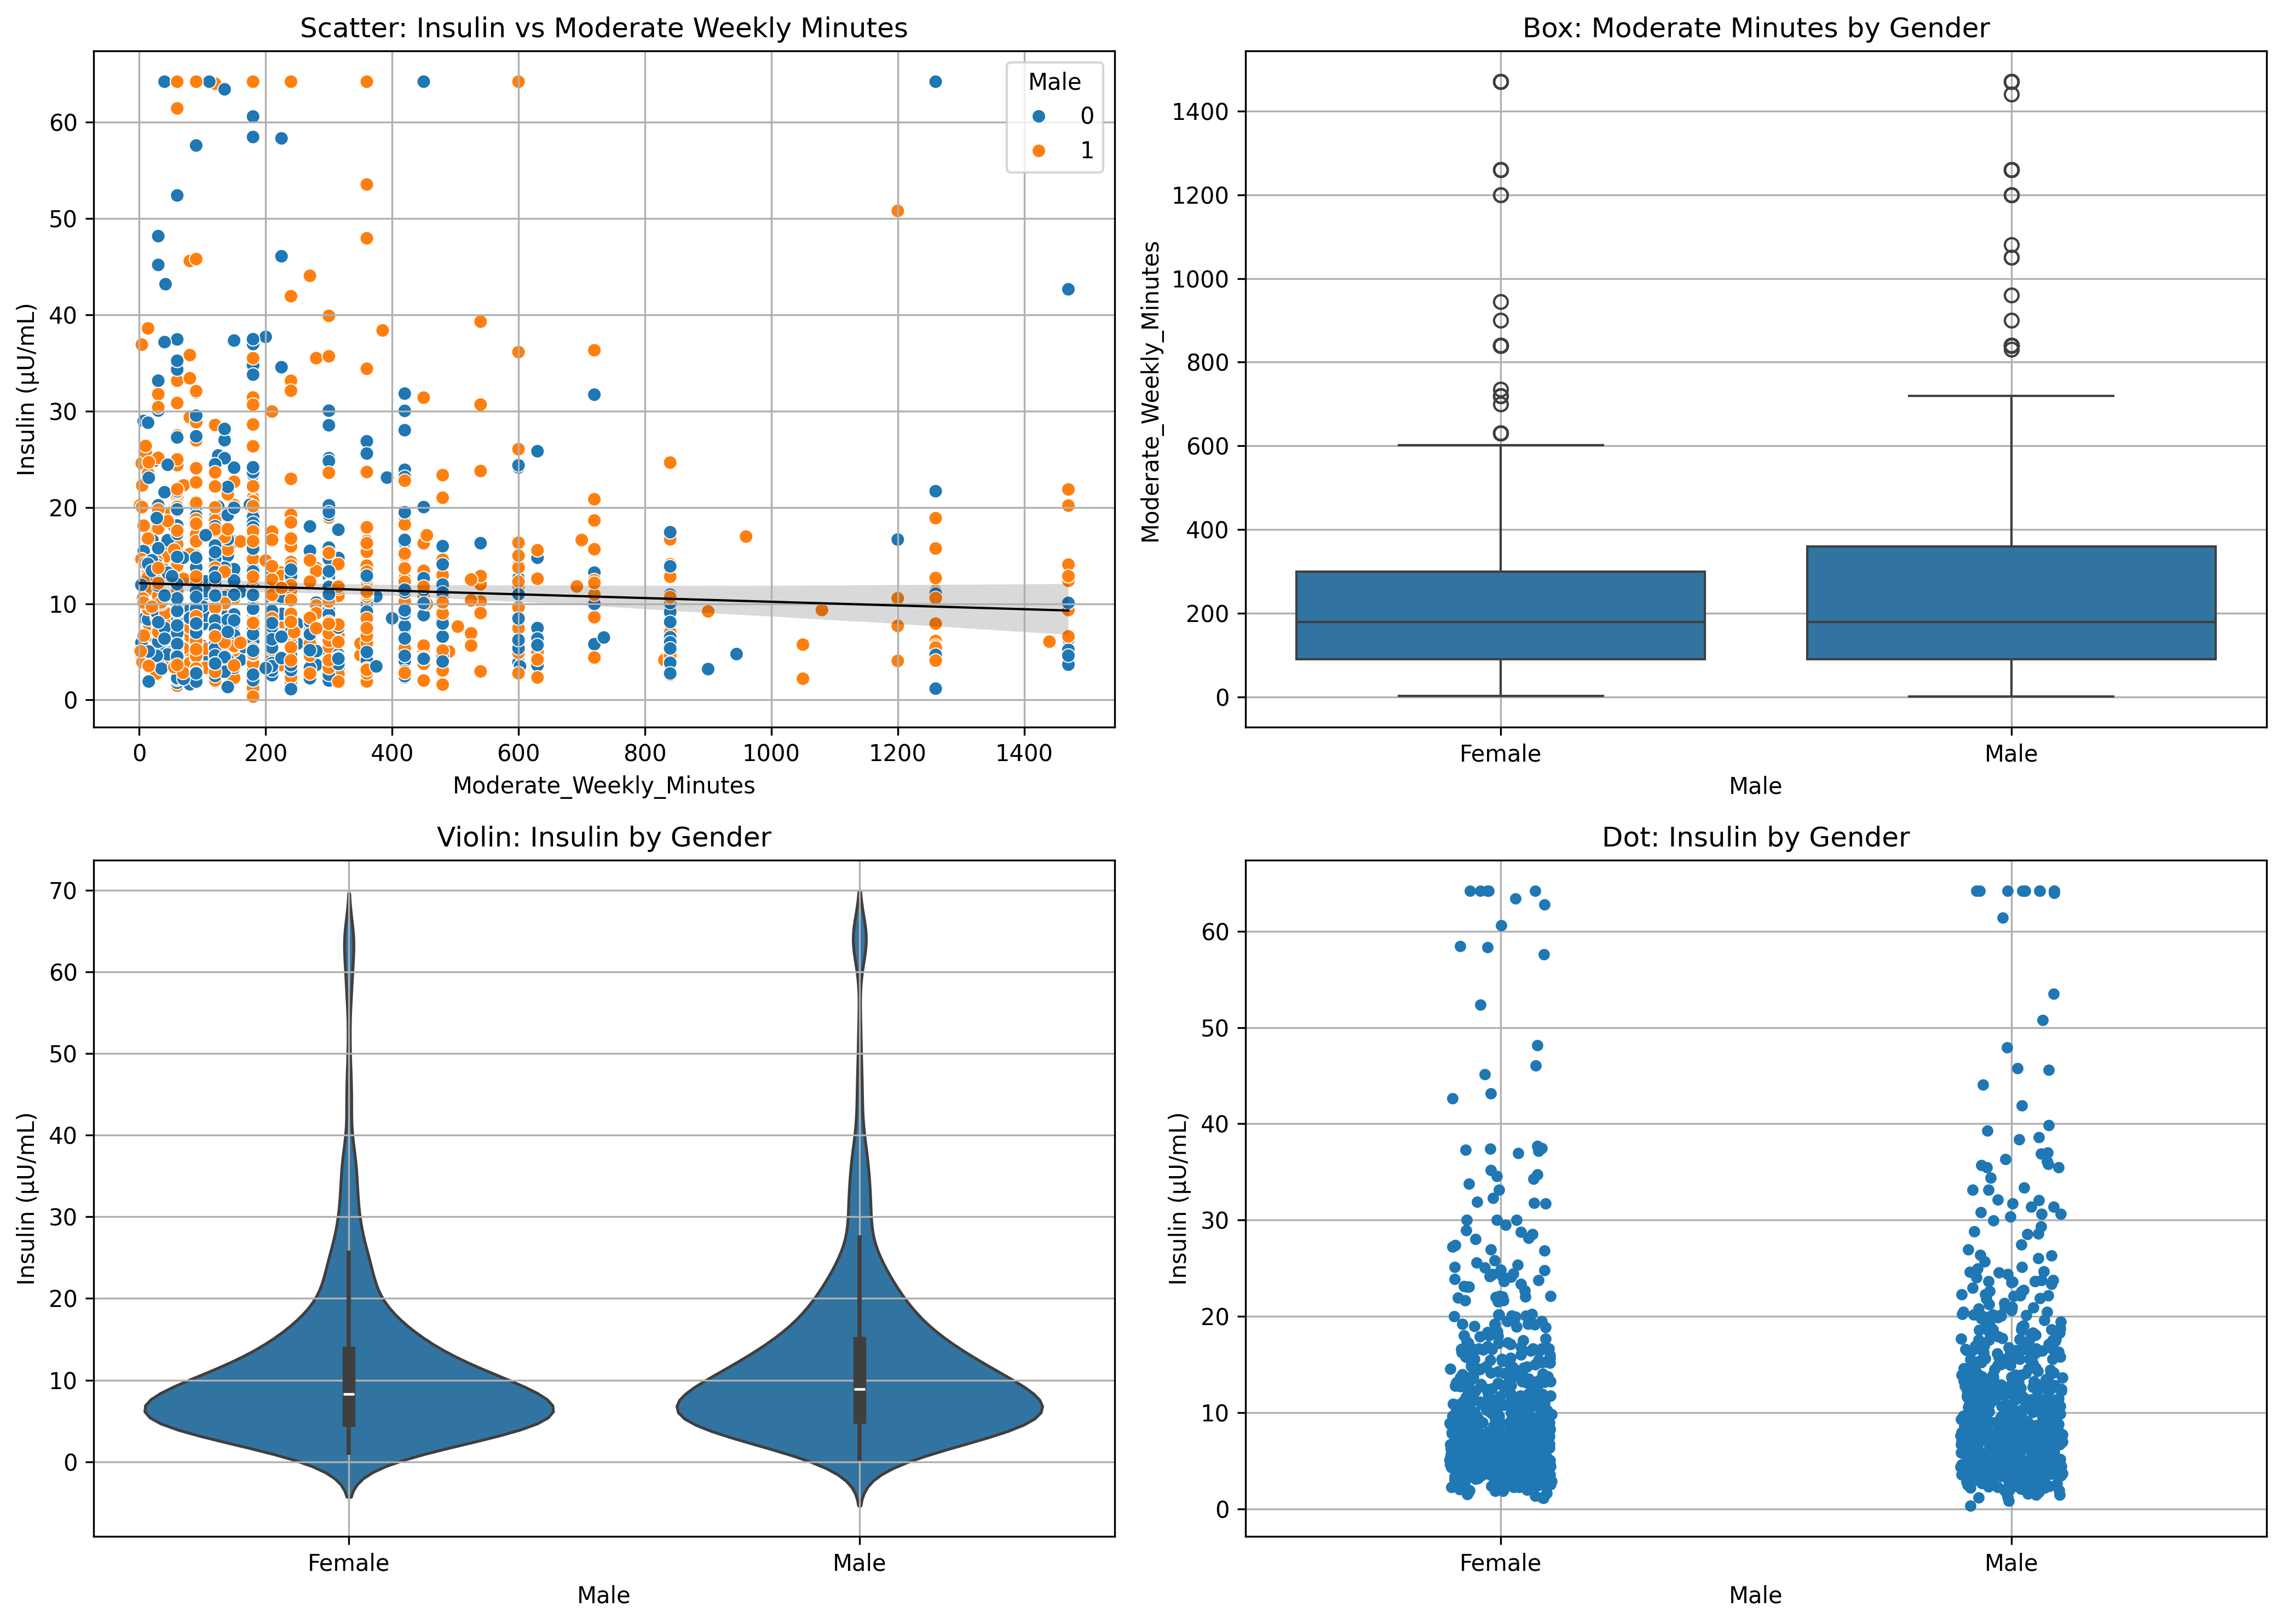 Scatter: Insulin vs Moderate Weekly Minutes
Male
0
1
60
50
40
30
20
10
0
Insulin (µU/mL)
0 200 400 600 800 1000 1200 1400
Moderate_Weekly_Minutes
Box: Moderate Minutes by Gender
1400
1200
1000
800
600
400
200
0
Moderate_Weekly_Minutes
Female Male
Male
Violin: Insulin by Gender
70
60
50
40
30
20
10
0
Insulin (µU/mL)
Female Male
Male
Dot: Insulin by Gender
60
50
40
30
20
10
0
Insulin (µU/mL)
Female Male
Male